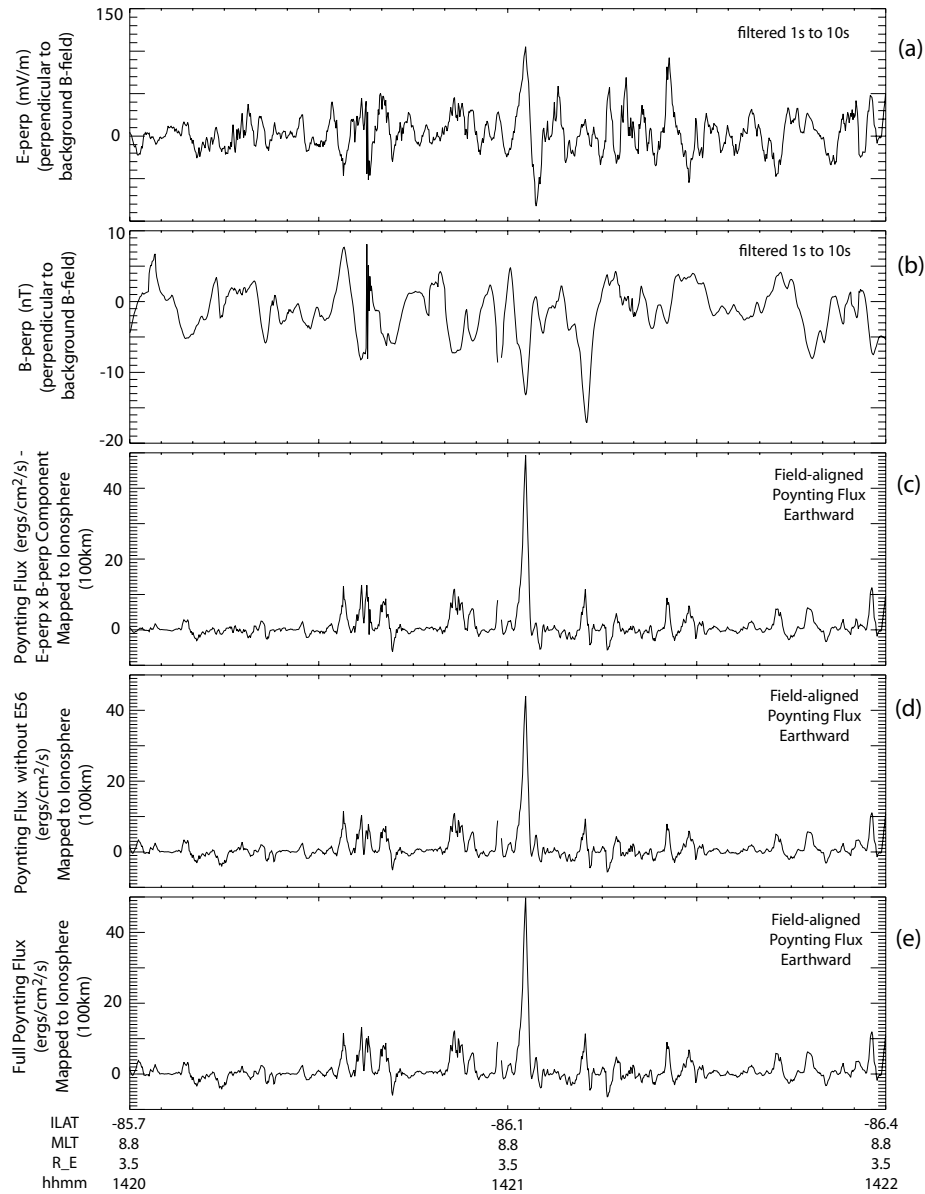 150
0
-100
E-perp (mV/m)
(perpendicular to
background B-field)
filtered 1s to 10s
(a)
10
0
-10
-20
B-perp (nT)
(perpendicular to
background B-field)
filtered 1s to 10s
(b)
40
20
0
Poynting Flux (ergs/cm2/s) -
E-perp x B-perp Component
Mapped to Ionosphere
(100km)
Field-aligned
Poynting Flux
Earthward
(c)
40
20
0
Poynting Flux without E56
(ergs/cm2/s)
Mapped to Ionosphere
(100km)
Field-aligned
Poynting Flux
Earthward
(d)
40
20
0
Full Poynting Flux
(ergs/cm2/s)
Mapped to Ionosphere
(100km)
Field-aligned
Poynting Flux
Earthward
(e)
ILAT -85.7 -86.1 -86.4
MLT 8.8 8.8 8.8
R_E 3.5 3.5 3.5
hhmm 1420 1421 1422